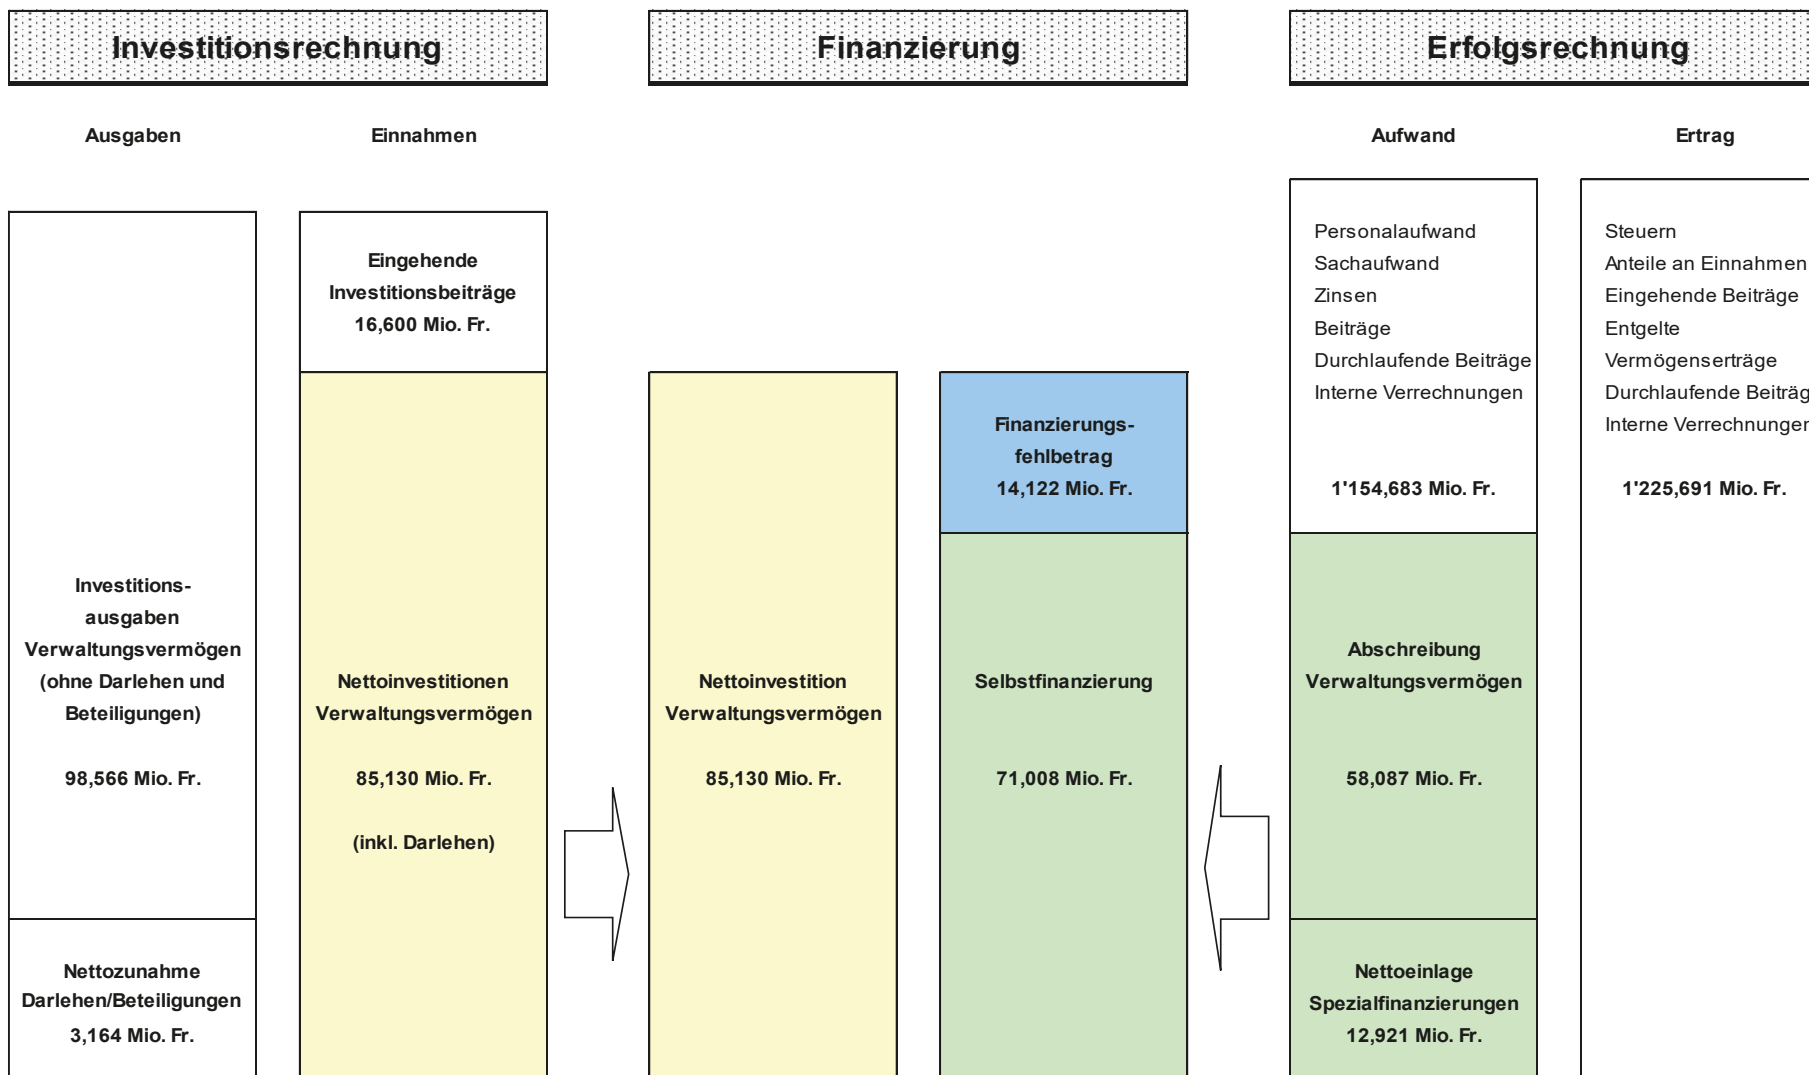 Investitionsrechnung
Finanzierung
Erfolgsrechnung
Ausgaben
Einnahmen
Aufwand
Ertrag
Investitions-
ausgaben
Verwaltungsvermögen
(ohne Darlehen und
Beteiligungen)
98,566 Mio. Fr.
Nettozunahme
Darlehen/Beteiligungen
3,164 Mio. Fr.
Eingehende
Investitionsbeiträge
16,600 Mio. Fr.
Nettoinvestitionen
Verwaltungsvermögen
85,130 Mio. Fr.
(inkl. Darlehen)
Nettoinvestition
Verwaltungsvermögen
85,130 Mio. Fr.
Finanzierungs-
fehlbetrag
14,122 Mio. Fr.
Selbstfinanzierung
71,008 Mio. Fr.
Personalaufwand
Sachaufwand
Zinsen
Beiträge
Durchlaufende Beiträge
Interne Verrechnungen
1'154,683 Mio. Fr.
Abschreibung
Verwaltungsvermögen
58,087 Mio. Fr.
Nettoeinlage
Spezialfinanzierungen
12,921 Mio. Fr.
Steuern
Anteile an Einnahmen
Eingehende Beiträge
Entgelte
Vermögenserträge
Durchlaufende Beiträg
Interne Verrechnungen
1'225,691 Mio. Fr.